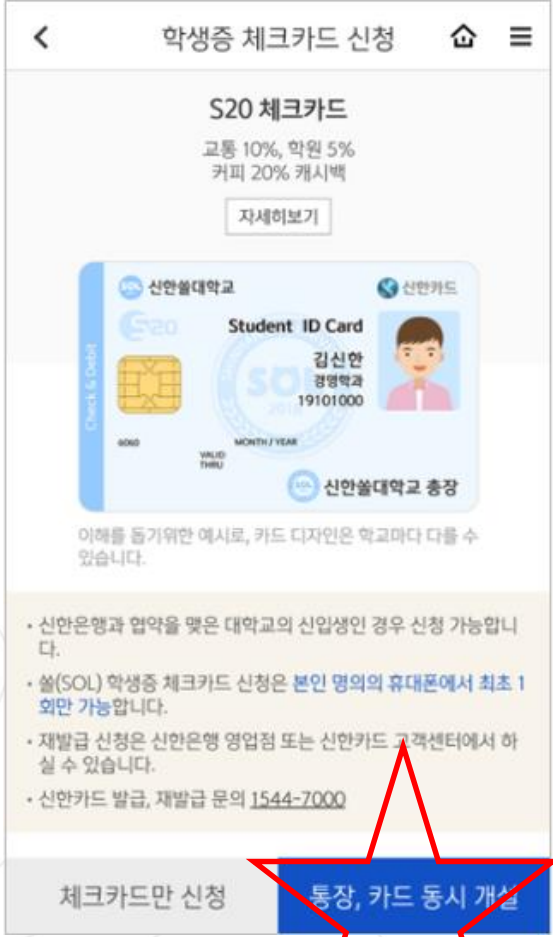 학생증 체크카드 신청
S20 체크카드
교통 10%, 학원 5%
커피 20% 캐시백
자세히보기
SOL 신한쏠대학교
신한카드
S20
Student ID Card
김신한
경영학과
19101000
Check & Debit
SOL
2018
MONTH / YEAR
VALID
THRU
SOL 신한쏠대학교 총장
이해를 돕기위한 예시로, 카드 디자인은 학교마다 다를 수
있습니다.
• 신한은행과 협약을 맺은 대학교의 신입생인 경우 신청 가능합니
다.
• 쏠(SOL) 학생증 체크카드 신청은 본인 명의의 휴대폰에서 최초 1
회만 가능합니다.
• 재발급 신청은 신한은행 영업점 또는 신한카드 고객센터에서 하
실 수 있습니다.
• 신한카드 발급, 재발급 문의 1544-7000
체크카드만 신청
통장, 카드 동시 개설